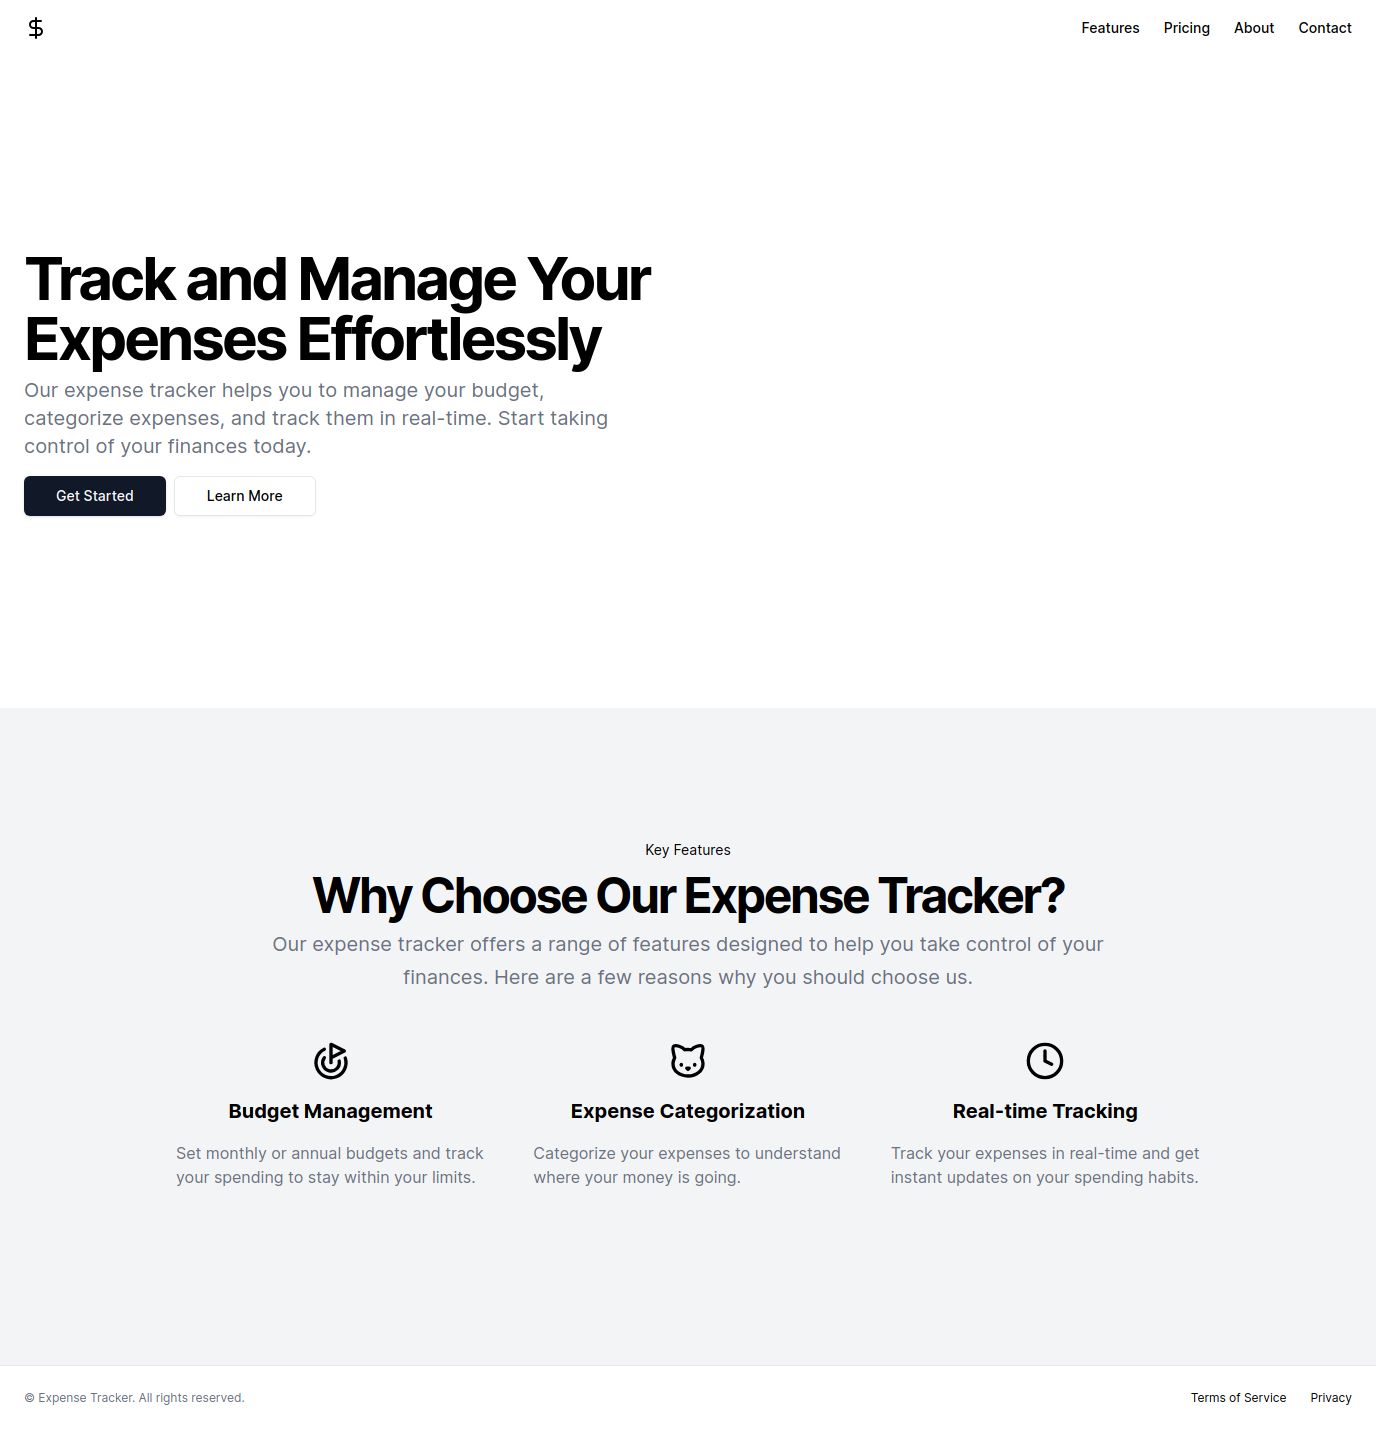 $
Features Pricing About Contact
Track and Manage Your
Expenses Effortlessly
Our expense tracker helps you to manage your budget,
categorize expenses, and track them in real-time. Start taking
control of your finances today.
Get Started
Learn More
Key Features
Why Choose Our Expense Tracker?
Our expense tracker offers a range of features designed to help you take control of your
finances. Here are a few reasons why you should choose us.
Budget Management
Set monthly or annual budgets and track
your spending to stay within your limits.
Expense Categorization
Categorize your expenses to understand
where your money is going.
Real-time Tracking
Track your expenses in real-time and get
instant updates on your spending habits.
© Expense Tracker. All rights reserved.
Terms of Service Privacy